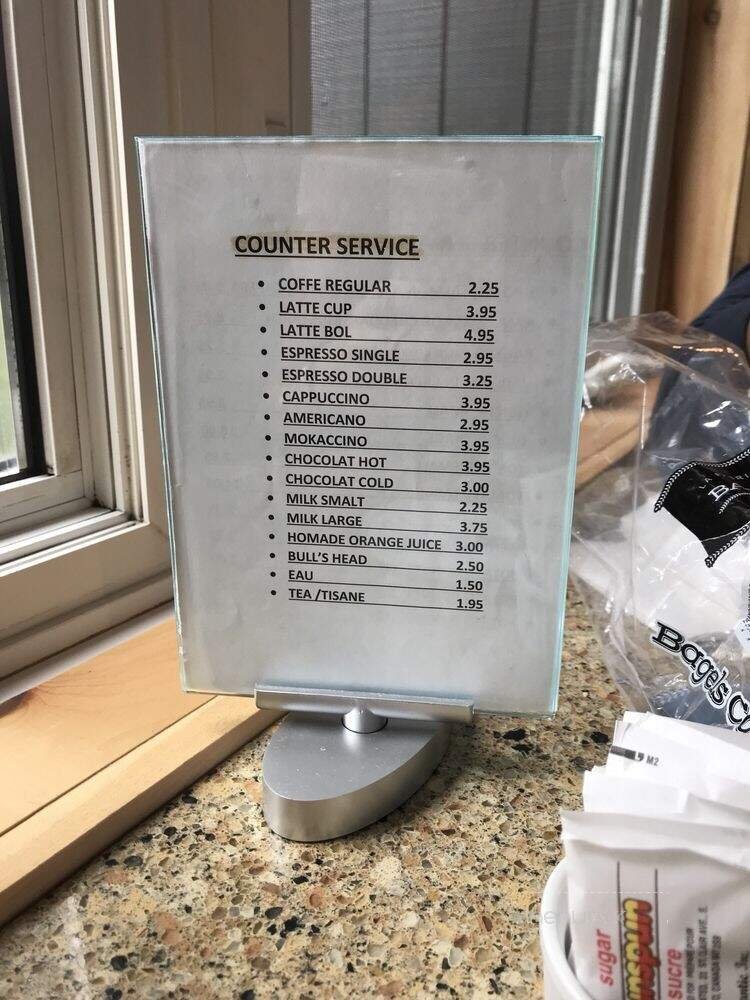 COUNTER SERVICE
• COFFE REGULAR 2.25
• LATTE CUP 3.95
• LATTE BOL 4.95
• ESPRESSO SINGLE 2.95
• ESPRESSO DOUBLE 3.25
• CAPPUCCINO 3.95
• AMERICANO 2.95
• MOKACCINO 3.95
• CHOCOLAT HOT 3.95
• CHOCOLAT COLD 3.00
• MILK SMALT 2.25
• MILK LARGE 3.75
• HOMADE ORANGE JUICE 3.00
• BULL'S HEAD 2.50
• EAU 1.50
• TEA /TISANE 1.95
Bagels
M2
sugar
sucre